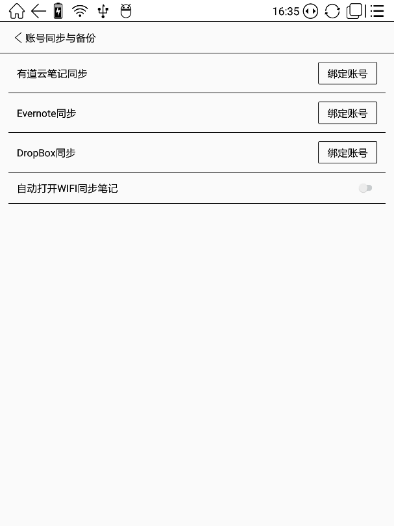 16:35
账号同步与备份
有道云笔记同步
绑定账号
Evernote同步
绑定账号
DropBox同步
绑定账号
自动打开WIFI同步笔记